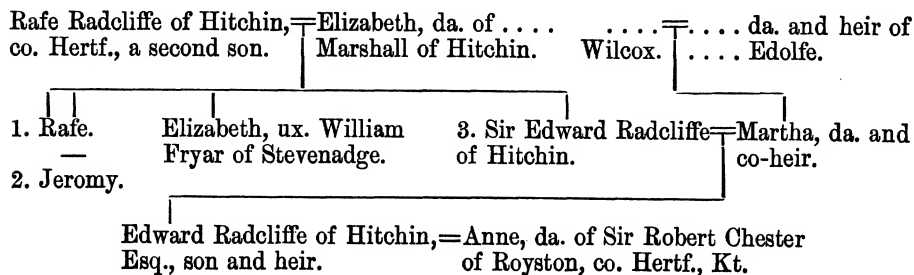 Rafe Radcliffe of Hitchin,=Elizabeth, da. of .... .... =.... da. and heir of
co. Hertf., a second son. Marshall of Hitchin. Wilcox. .... Edolfe.
1. Rafe. Elizabeth, ux. William 3. Sir Edward Radcliffe=Martha, da. and
— Fryar of Stevenadge. of Hitchin. co-heir.
2. Jeromy.
Edward Radcliffe of Hitchin,=Anne, da. of Sir Robert Chester
Esq., son and heir. of Royston, co. Hertf., Kt.